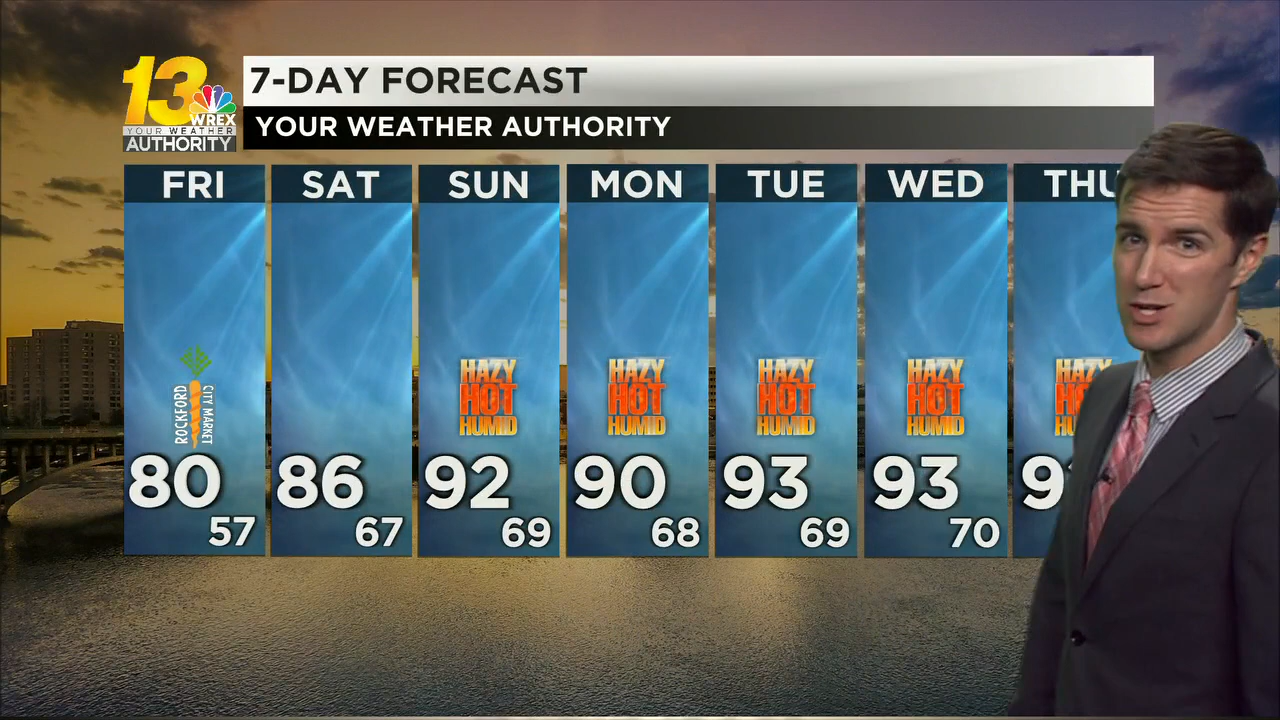 13
WREX
YOUR WEATHER
AUTHORITY
7-DAY FORECAST
YOUR WEATHER AUTHORITY
FRI
SAT
SUN
MON
TUE
WED
THU
ROCKFORD
CITY MARKET
HAZY
HOT
HUMID
HAZY
HOT
HUMID
HAZY
HOT
HUMID
HAZY
HOT
HUMID
HAZY
80
86
92
90
93
93
57
67
69
68
69
70